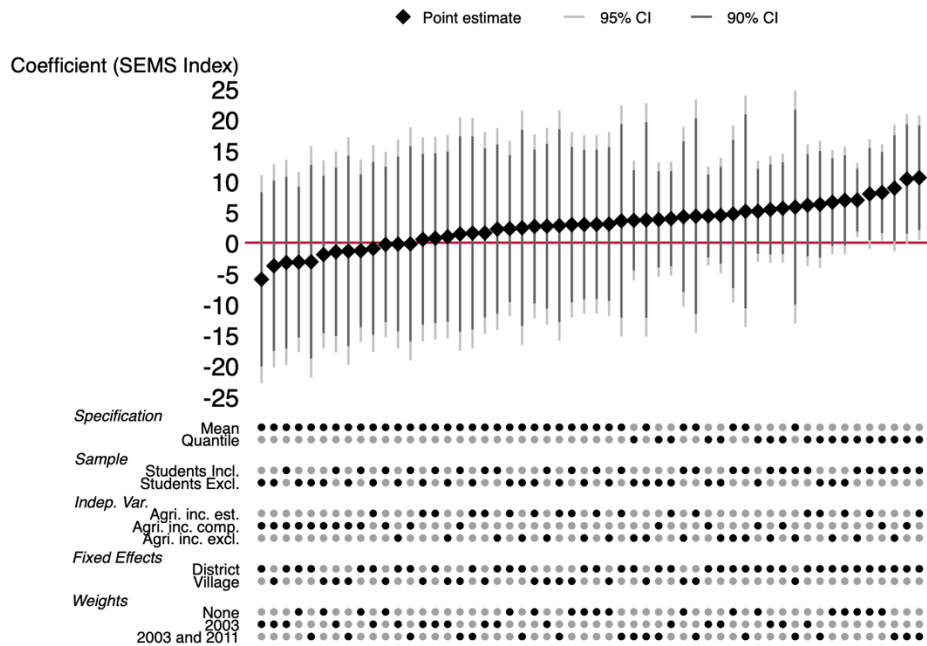 Point estimate 95% CI 90% CI
Coefficient (SEMS Index)
25
20
15
10
5
0
-5
-10
-15
-20
-25
Specification
Mean
Quantile
Sample
Students Incl.
Students Excl.
Indep. Var.
Agri. inc. est.
Agri. inc. comp.
Agri. inc. excl.
Fixed Effects
District
Village
Weights
None
2003
2003 and 2011